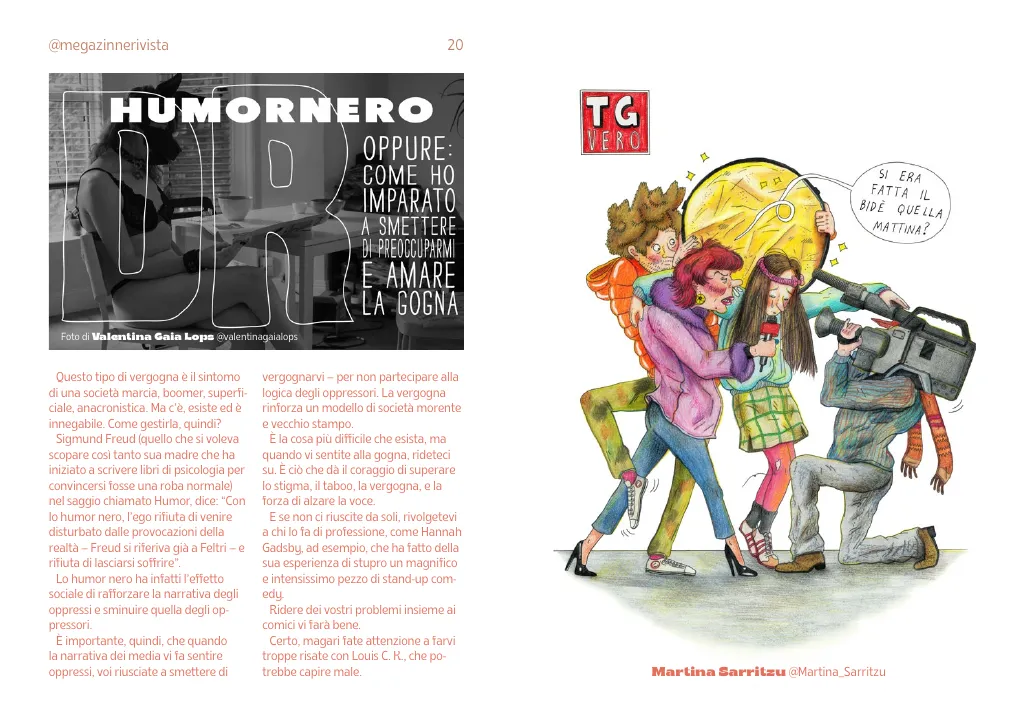 @megazinnerivista
20
HUMORNERO
DR
OPPURE:
COME HO
IMPARATO
A SMETTERE
DI PREOCCUPARMI
E AMARE
LA GOGNA
Foto di Valentina Gaia Lops @valentinagaialops
Questo tipo di vergogna è il sintomo
di una società marcia, boomer, superfi-
ciale, anacronistica. Ma c'è, esiste ed è
innegabile. Come gestirla, quindi?
Sigmund Freud (quello che si voleva
scopare così tanto sua madre che ha
iniziato a scrivere libri di psicologia per
convincersi fosse una roba normale)
nel saggio chiamato Humor, dice: “Con
lo humor nero, l'ego rifiuta di venire
disturbato dalle provocazioni della
realtà – Freud si riferiva già a Feltri – e
rifiuta di lasciarsi soffrire”.
Lo humor nero ha infatti l'effetto
sociale di rafforzare la narrativa degli
oppressi e sminuire quella degli op-
pressori.
È importante, quindi, che quando
la narrativa dei media vi fa sentire
oppressi, voi riusciate a smettere di
vergognarvi – per non partecipare alla
logica degli oppressori. La vergogna
rinforza un modello di società morente
e vecchio stampo.
È la cosa più difficile che esista, ma
quando vi sentite alla gogna, rideteci
su. È ciò che dà il coraggio di superare
lo stigma, il taboo, la vergogna, e la
forza di alzare la voce.
E se non ci riuscite da soli, rivolgetevi
a chi lo fa di professione, come Hannah
Gadsby, ad esempio, che ha fatto della
sua esperienza di stupro un magnifico
e intensissimo pezzo di stand-up com-
edy.
Ridere dei vostri problemi insieme ai
comici vi farà bene.
Certo, magari fate attenzione a farvi
troppe risate con Louis C. K., che po-
trebbe capire male.
TG
VERO
SI ERA
FATTA IL
BIDÈ QUELLA
MATTINA?
Martina Sarritzu @Martina_Sarritzu